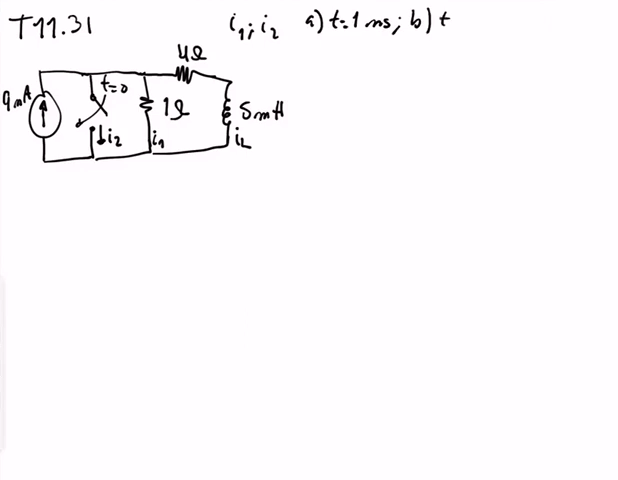 T11.31
i₁; i₂ a) t=1 ms; b) t
4Ω
9mA
t=0
1Ω
5mH
↓i₂
i₁
iL